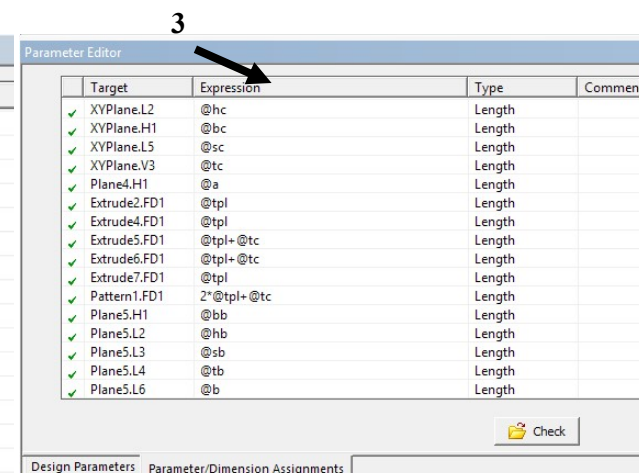 3
Parameter Editor
Target Expression Type Commen
XYPlane.L2 @hc Length
XYPlane.H1 @bc Length
XYPlane.L5 @sc Length
XYPlane.V3 @tc Length
Plane4.H1 @a Length
Extrude2.FD1 @tpl Length
Extrude4.FD1 @tpl Length
Extrude5.FD1 @tpl+@tc Length
Extrude6.FD1 @tpl+@tc Length
Extrude7.FD1 @tpl Length
Pattern1.FD1 2*@tpl+@tc Length
Plane5.H1 @bb Length
Plane5.L2 @hb Length
Plane5.L3 @sb Length
Plane5.L4 @tb Length
Plane5.L6 @b Length
Check
Design Parameters Parameter/Dimension Assignments